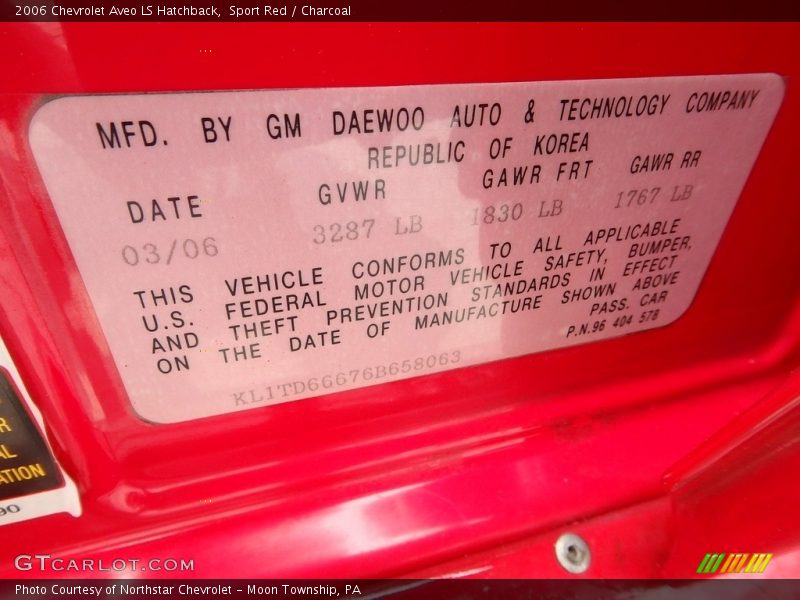 2006 Chevrolet Aveo LS Hatchback,  Sport Red / Charcoal
MFD. BY GM DAEWOO AUTO & TECHNOLOGY COMPANY
REPUBLIC OF KOREA
DATE GVWR GAWR FRT GAWR RR
03/06 3287 LB 1830 LB 1767 LB
THIS VEHICLE CONFORMS TO ALL APPLICABLE
U.S. FEDERAL MOTOR VEHICLE SAFETY, BUMPER,
AND THEFT PREVENTION STANDARDS IN EFFECT
ON THE DATE OF MANUFACTURE SHOWN ABOVE
PASS. CAR
P.N.96 404 578
KL1TD66676B658063
ATION
90
GTCARLOT.COM
Photo Courtesy of Northstar Chevrolet - Moon Township, PA